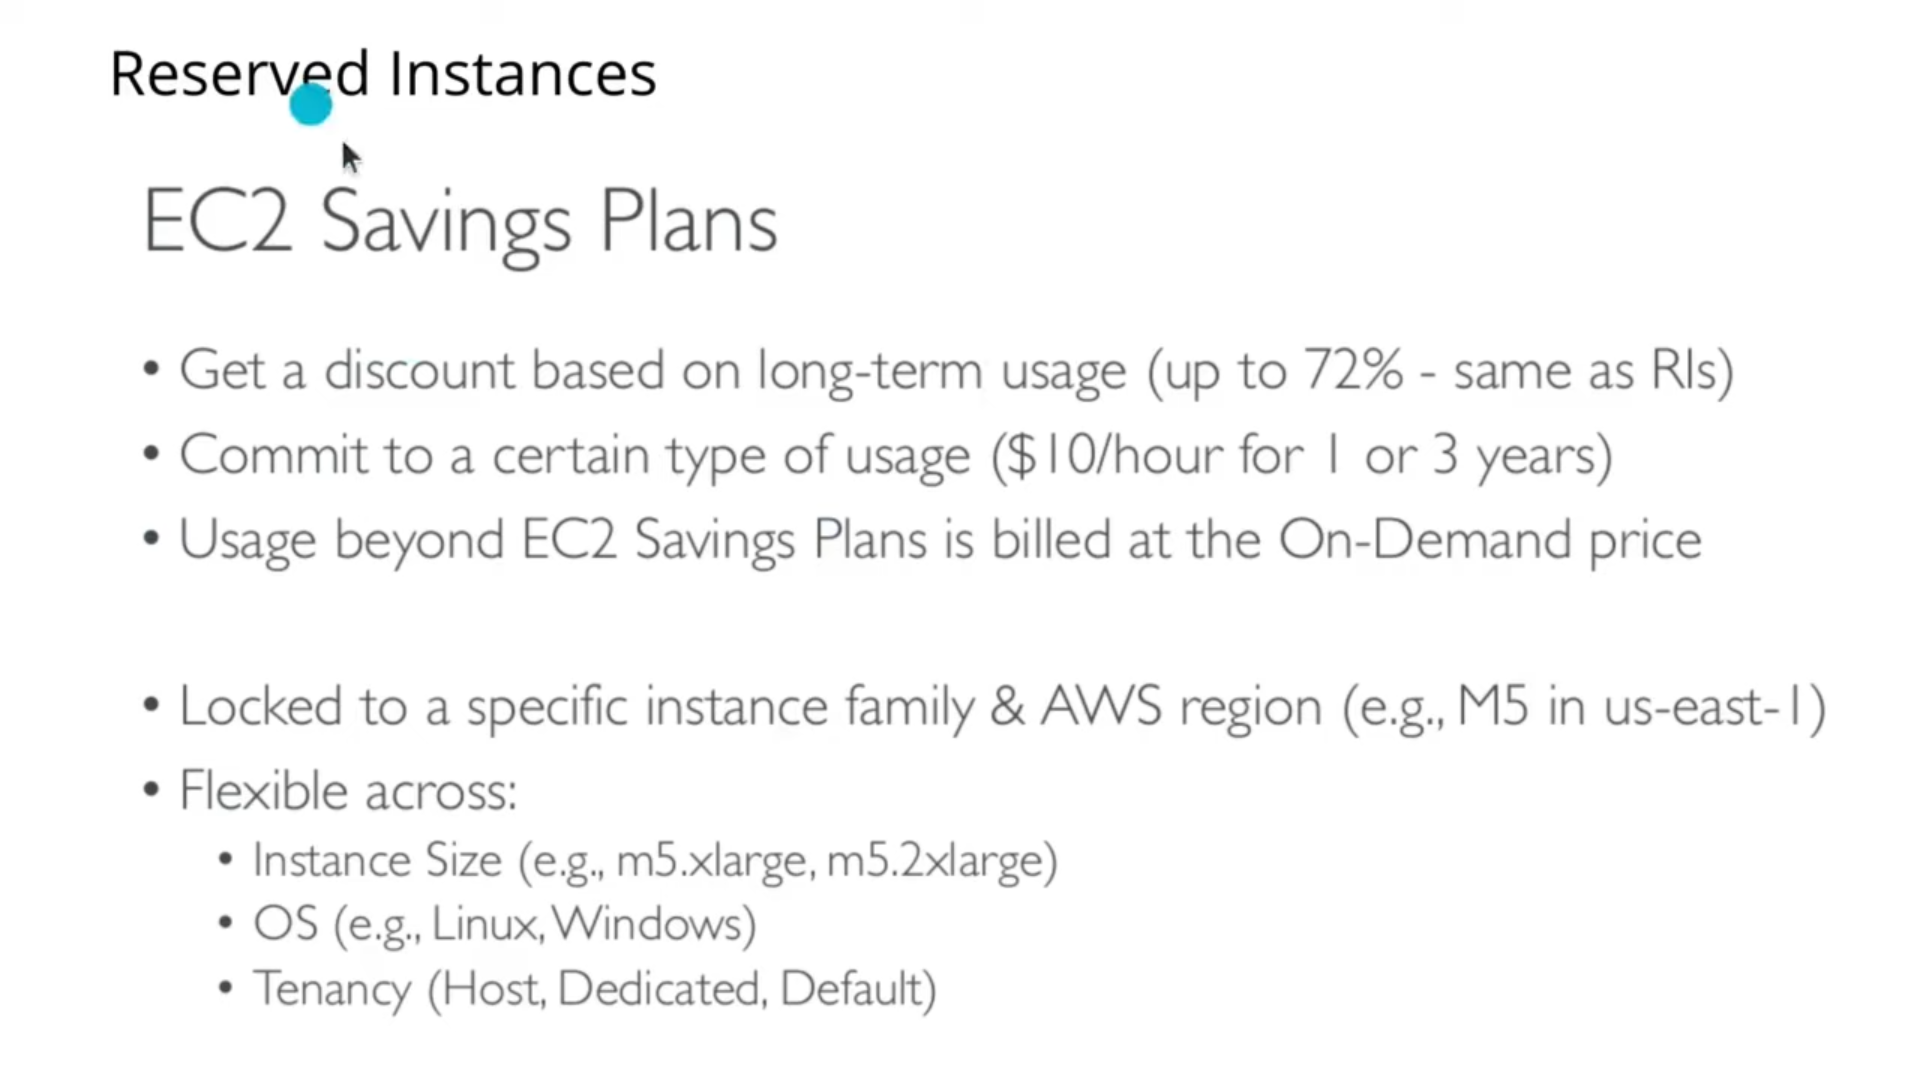 Reserved Instances
EC2 Savings Plans
• Get a discount based on long-term usage (up to 72% - same as RIs)
• Commit to a certain type of usage ($10/hour for 1 or 3 years)
• Usage beyond EC2 Savings Plans is billed at the On-Demand price
• Locked to a specific instance family & AWS region (e.g., M5 in us-east-1)
• Flexible across:
• Instance Size (e.g., m5.xlarge, m5.2xlarge)
• OS (e.g., Linux, Windows)
• Tenancy (Host, Dedicated, Default)